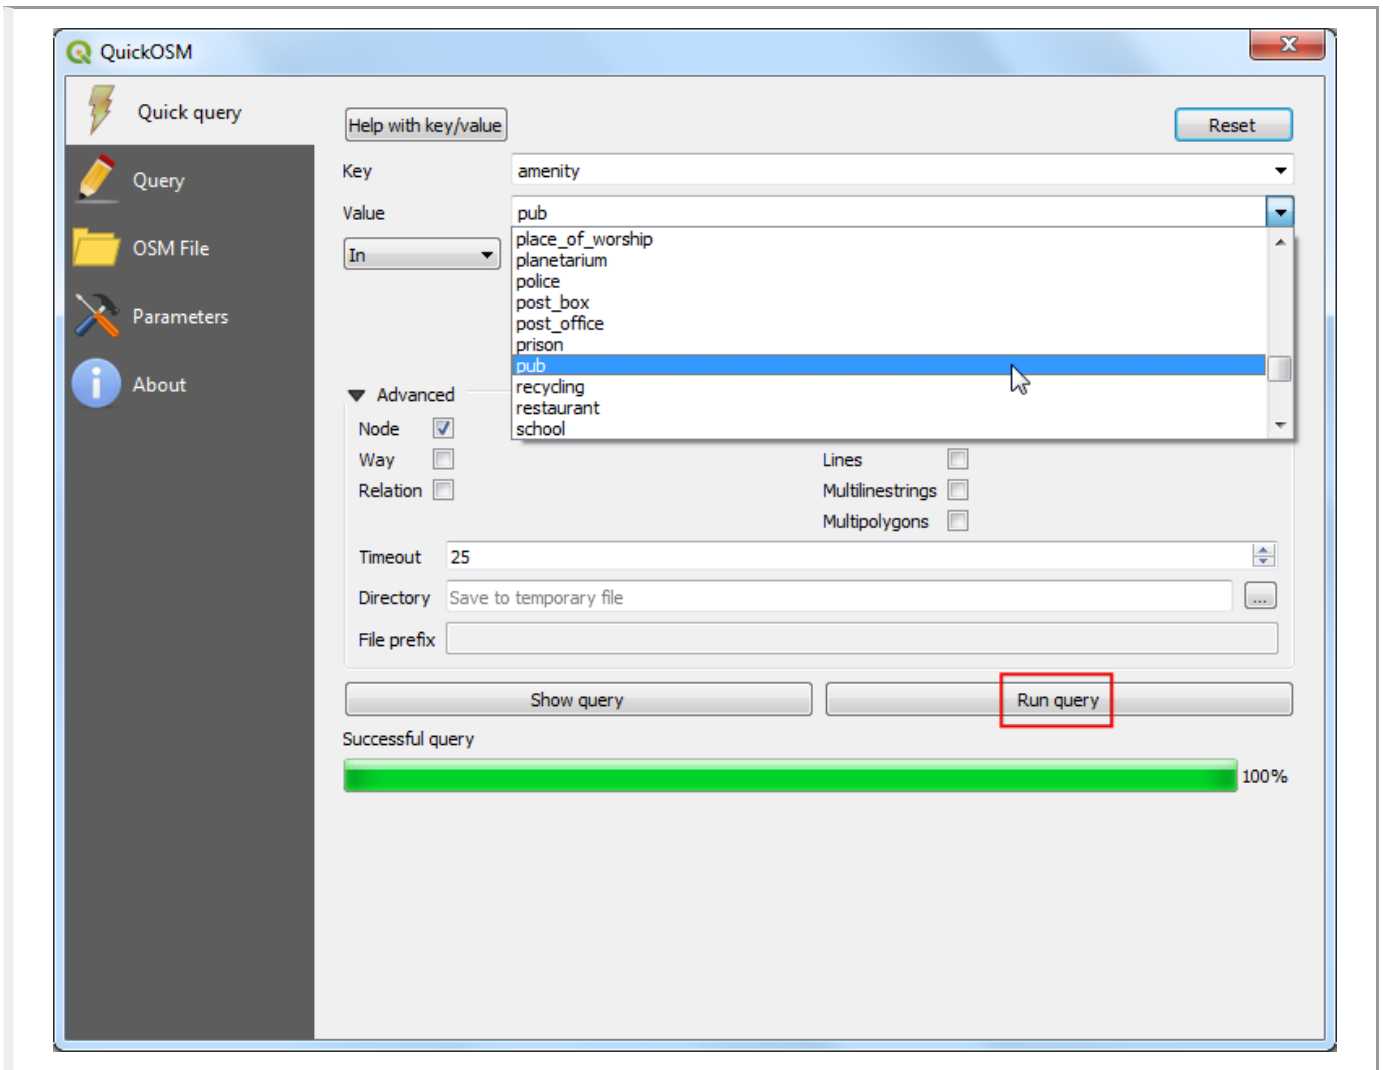 QuickOSM
Quick query
Help with key/value
Reset
Query
Key
amenity
Value
pub
OSM File
In
place_of_worship
planetarium
police
post_box
post_office
prison
pub
recycling
restaurant
school
Parameters
About
Advanced
Node
Way
Lines
Relation
Multilinestrings
Multipolygons
Timeout
25
Directory
Save to temporary file
...
File prefix
Show query
Run query
Successful query
100%